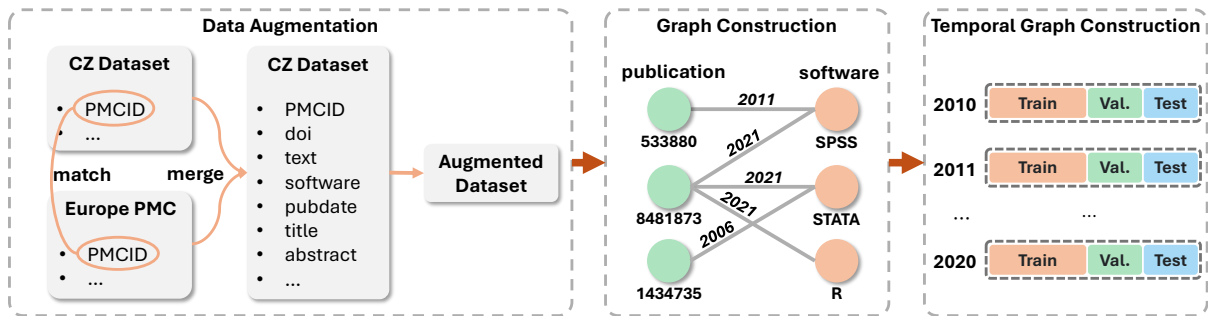 Data Augmentation
CZ Dataset
• PMCID
• ...
match
merge
Europe PMC
• PMCID
• ...
CZ Dataset
• PMCID
• doi
• text
• software
• pubdate
• title
• abstract
• ...
Augmented
Dataset
Graph Construction
publication
software
2011
533880
SPSS
2021
2021
8481873
STATA
2021
2006
1434735
R
Temporal Graph Construction
2010 Train Val. Test
2011 Train Val. Test
... ...
2020 Train Val. Test